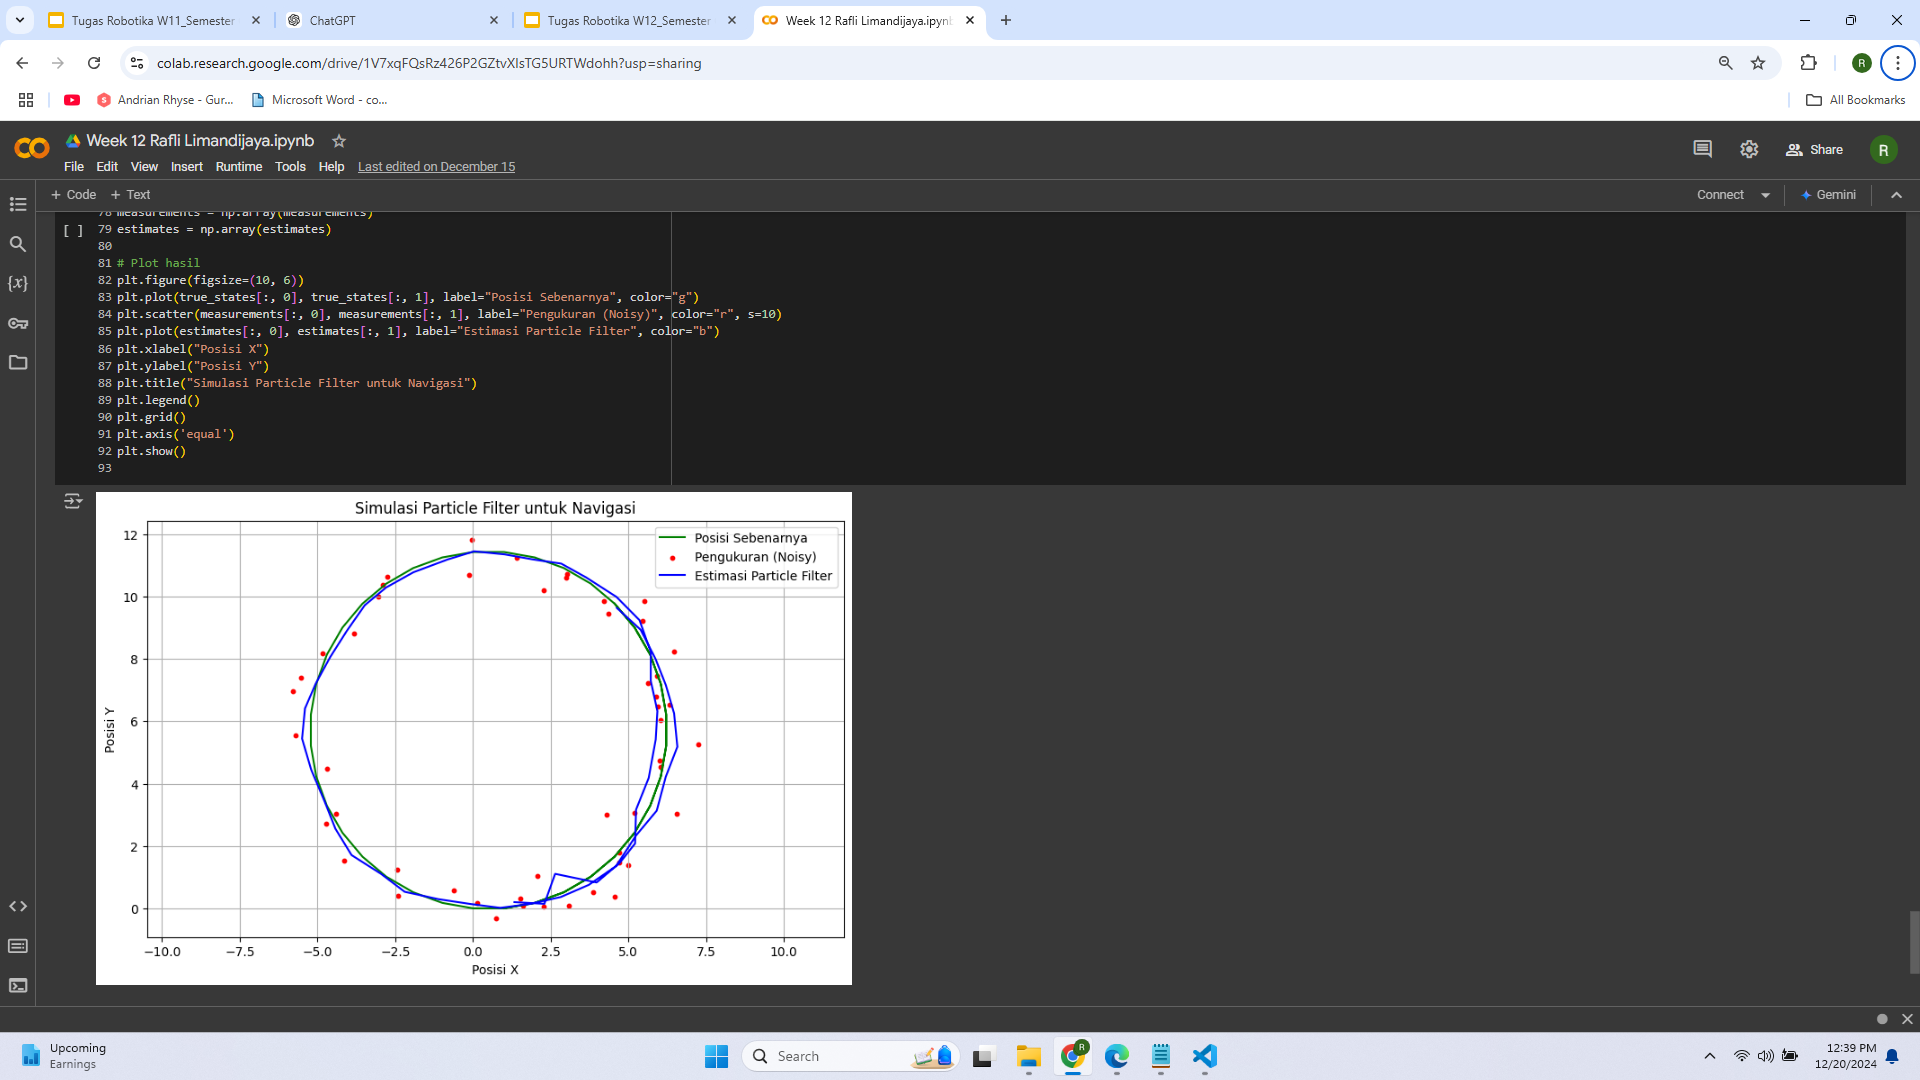 Tugas Robotika W11_Semester
ChatGPT
Tugas Robotika W12_Semester
Week 12 Rafli Limandijaya.ipynb
colab.research.google.com/drive/1V7xqFQsRz426P2GZtvXIsTG5URTWdohh?usp=sharing
R
Andrian Rhyse - Gur...
Microsoft Word - co...
All Bookmarks
Week 12 Rafli Limandijaya.ipynb
File Edit View Insert Runtime Tools Help Last edited on December 15
Share
R
+ Code + Text
Connect
Gemini
78 measurements = np.array(measurements)
[ ] 79 estimates = np.array(estimates)
80
81 # Plot hasil
82 plt.figure(figsize=(10, 6))
83 plt.plot(true_states[:, 0], true_states[:, 1], label="Posisi Sebenarnya", color="g")
84 plt.scatter(measurements[:, 0], measurements[:, 1], label="Pengukuran (Noisy)", color="r", s=10)
85 plt.plot(estimates[:, 0], estimates[:, 1], label="Estimasi Particle Filter", color="b")
86 plt.xlabel("Posisi X")
87 plt.ylabel("Posisi Y")
88 plt.title("Simulasi Particle Filter untuk Navigasi")
89 plt.legend()
90 plt.grid()
91 plt.axis('equal')
92 plt.show()
93
Simulasi Particle Filter untuk Navigasi
Posisi Sebenarnya
Pengukuran (Noisy)
Estimasi Particle Filter
12
10
8
6
4
2
0
Posisi Y
−10.0 −7.5 −5.0 −2.5 0.0 2.5 5.0 7.5 10.0
Posisi X
Upcoming
Earnings
Search
R
12:39 PM
12/20/2024